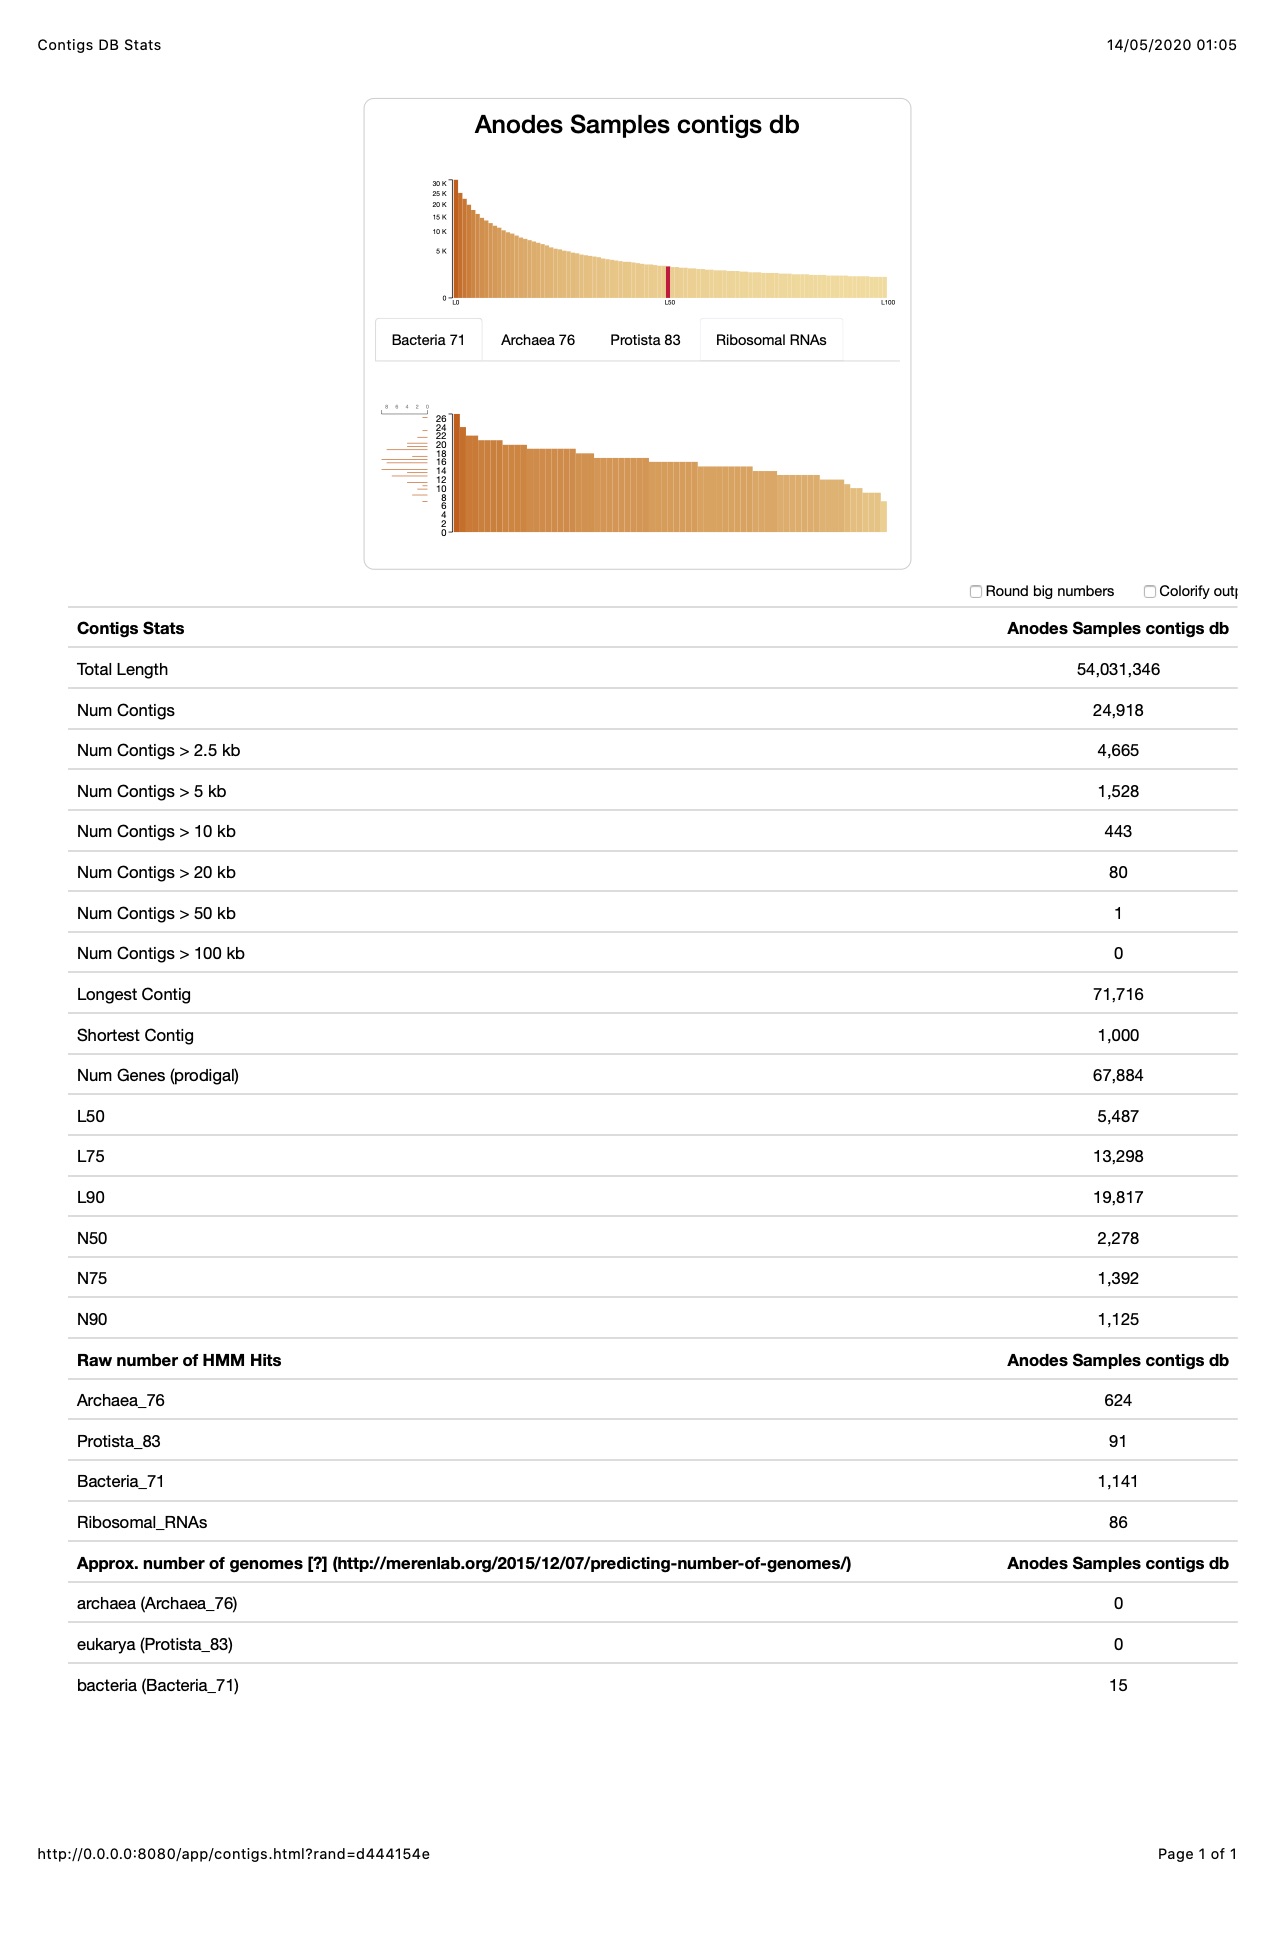 Contigs DB Stats 14/05/2020 01:05
Anodes Samples contigs db
30 K
25 K
20 K
15 K
10 K
5 K
0
L0 L50 L100
Bacteria 71 Archaea 76 Protista 83 Ribosomal RNAs
8 6 4 2 0
26
24
22
20
18
16
14
12
10
8
6
4
2
0
Round big numbers Colorify outp
Contigs Stats Anodes Samples contigs db
Total Length 54,031,346
Num Contigs 24,918
Num Contigs > 2.5 kb 4,665
Num Contigs > 5 kb 1,528
Num Contigs > 10 kb 443
Num Contigs > 20 kb 80
Num Contigs > 50 kb 1
Num Contigs > 100 kb 0
Longest Contig 71,716
Shortest Contig 1,000
Num Genes (prodigal) 67,884
L50 5,487
L75 13,298
L90 19,817
N50 2,278
N75 1,392
N90 1,125
Raw number of HMM Hits Anodes Samples contigs db
Archaea_76 624
Protista_83 91
Bacteria_71 1,141
Ribosomal_RNAs 86
Approx. number of genomes [?] (http://merenlab.org/2015/12/07/predicting-number-of-genomes/) Anodes Samples contigs db
archaea (Archaea_76) 0
eukarya (Protista_83) 0
bacteria (Bacteria_71) 15
http://0.0.0.0:8080/app/contigs.html?rand=d444154e Page 1 of 1